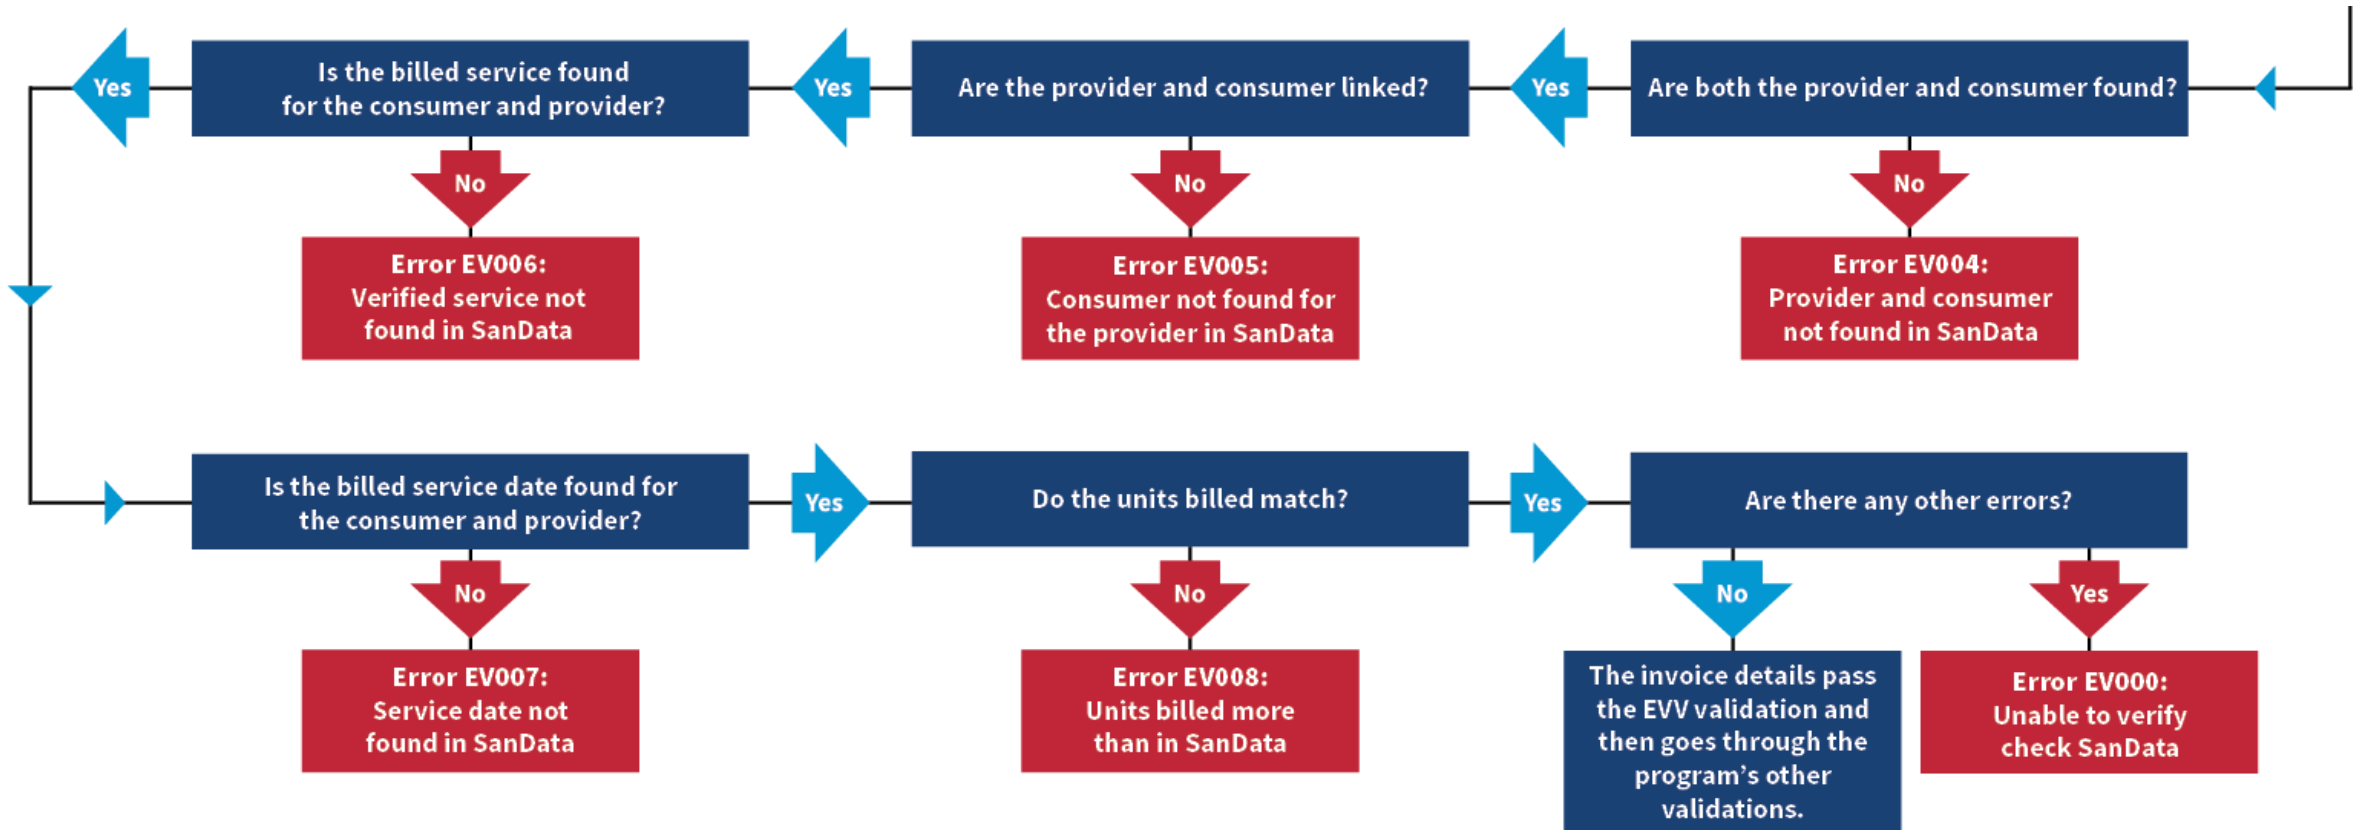 Are both the provider and consumer found?
Yes
No
Error EV004:
Provider and consumer
not found in SanData
Are the provider and consumer linked?
Yes
No
Error EV005:
Consumer not found for
the provider in SanData
Is the billed service found
for the consumer and provider?
Yes
No
Error EV006:
Verified service not
found in SanData
Is the billed service date found for
the consumer and provider?
Yes
No
Error EV007:
Service date not
found in SanData
Do the units billed match?
Yes
No
Error EV008:
Units billed more
than in SanData
Are there any other errors?
No
The invoice details pass
the EVV validation and
then goes through the
program’s other
validations.
Yes
Error EV000:
Unable to verify
check SanData